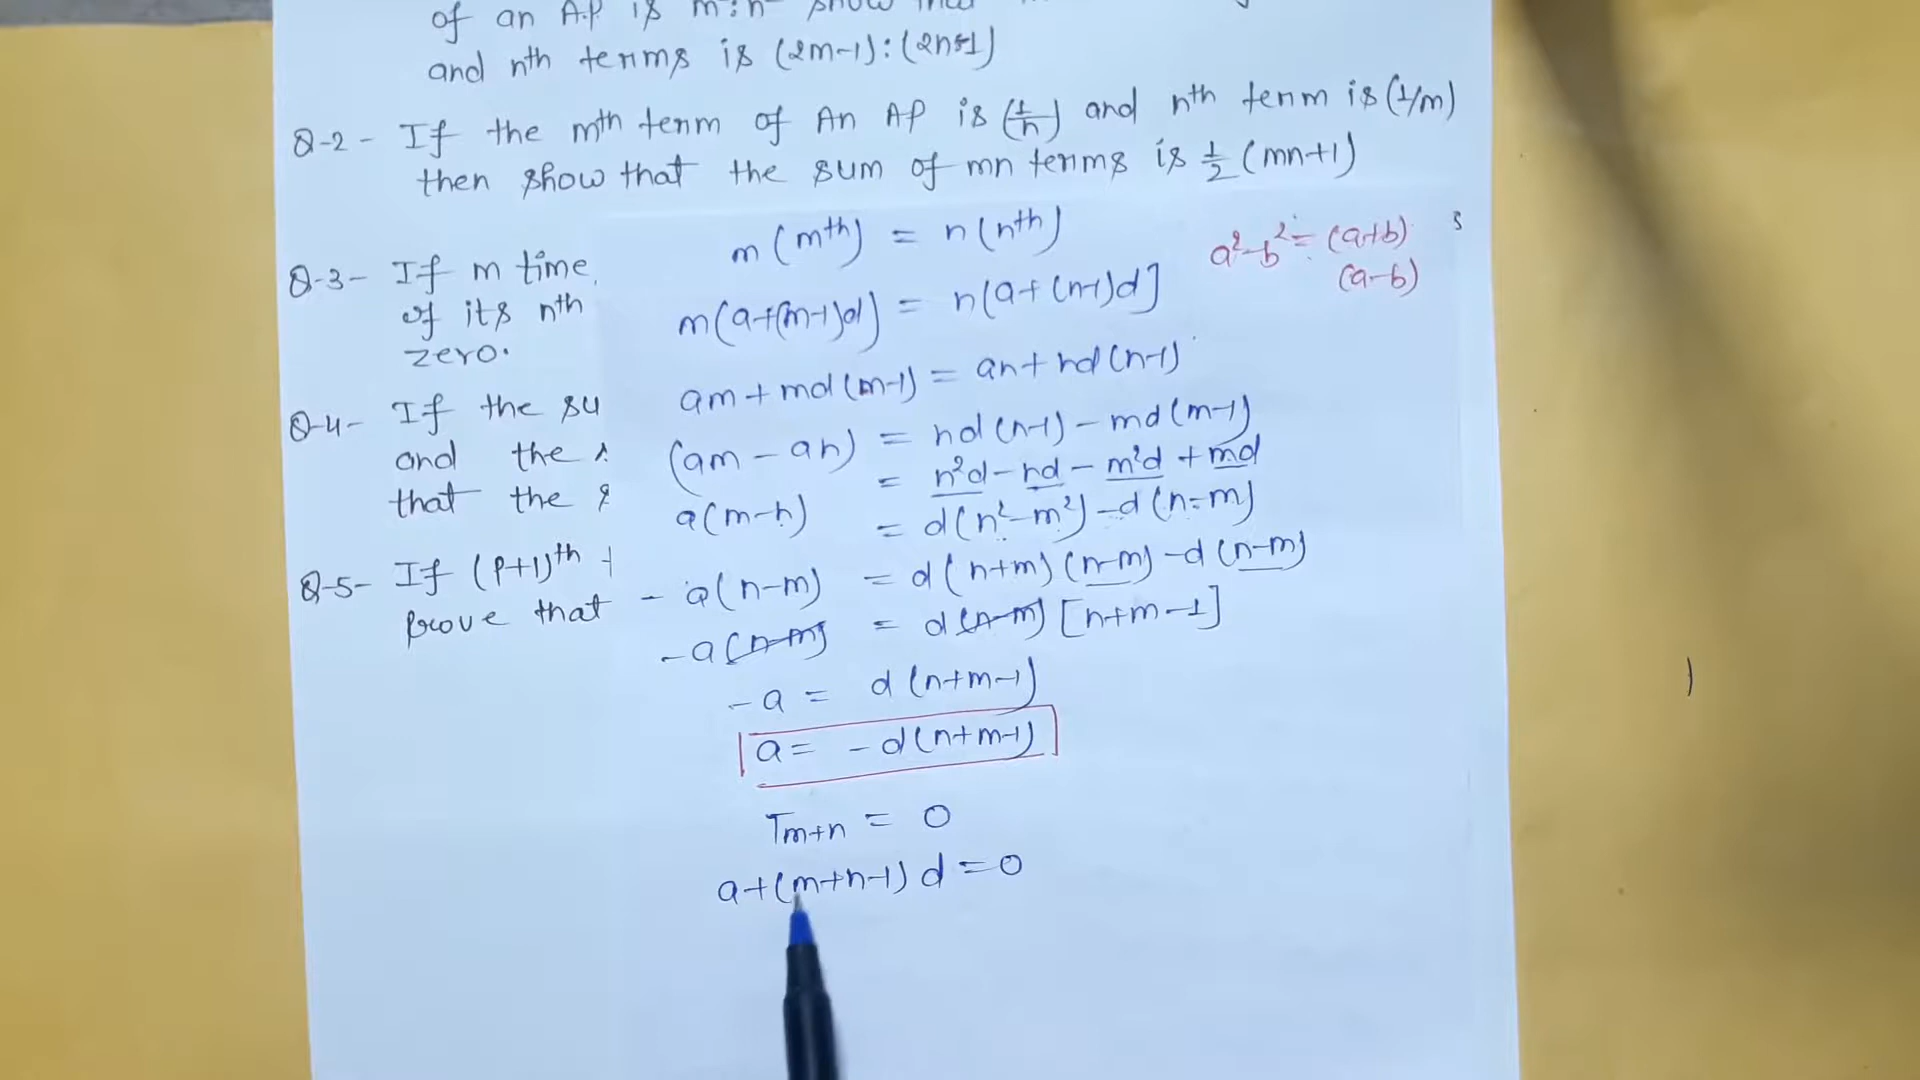 of an A.P is m:n show
and nth terms is (2m-1):(2n-1)
Q-2- If the mth term of An AP is (1/n) and nth term is (1/m)
then show that the sum of mn terms is 1/2 (mn+1)
Q-3- If m time
of its nth
zero.
Q-4- If the su
and the
that the
Q-5- If (P+1)th
prove that
m(mth) = n(nth)
a²-b² = (a+b)
(a-b)
m(a+(m-1)d) = n[a+(n-1)d]
am+md(m-1) = an+nd(n-1)
(am-an) = nd(n-1)-md(m-1)
= n²d-nd-m²d+md
a(m-n) = d(n²-m²)-d(n-m)
-a(n-m) = d(n+m)(n-m)-d(n-m)
-a(n-m) = d(n-m)[n+m-1]
-a = d(n+m-1)
a = -d(n+m-1)
Tm+n = 0
a+(m+n-1)d=0